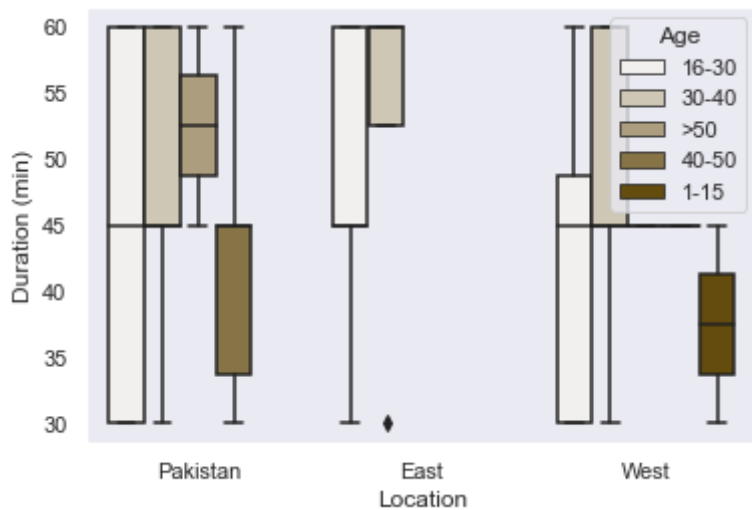 60
55
50
45
40
35
30
Duration (min)
Pakistan
East
West
Location
Age
16-30
30-40
>50
40-50
1-15